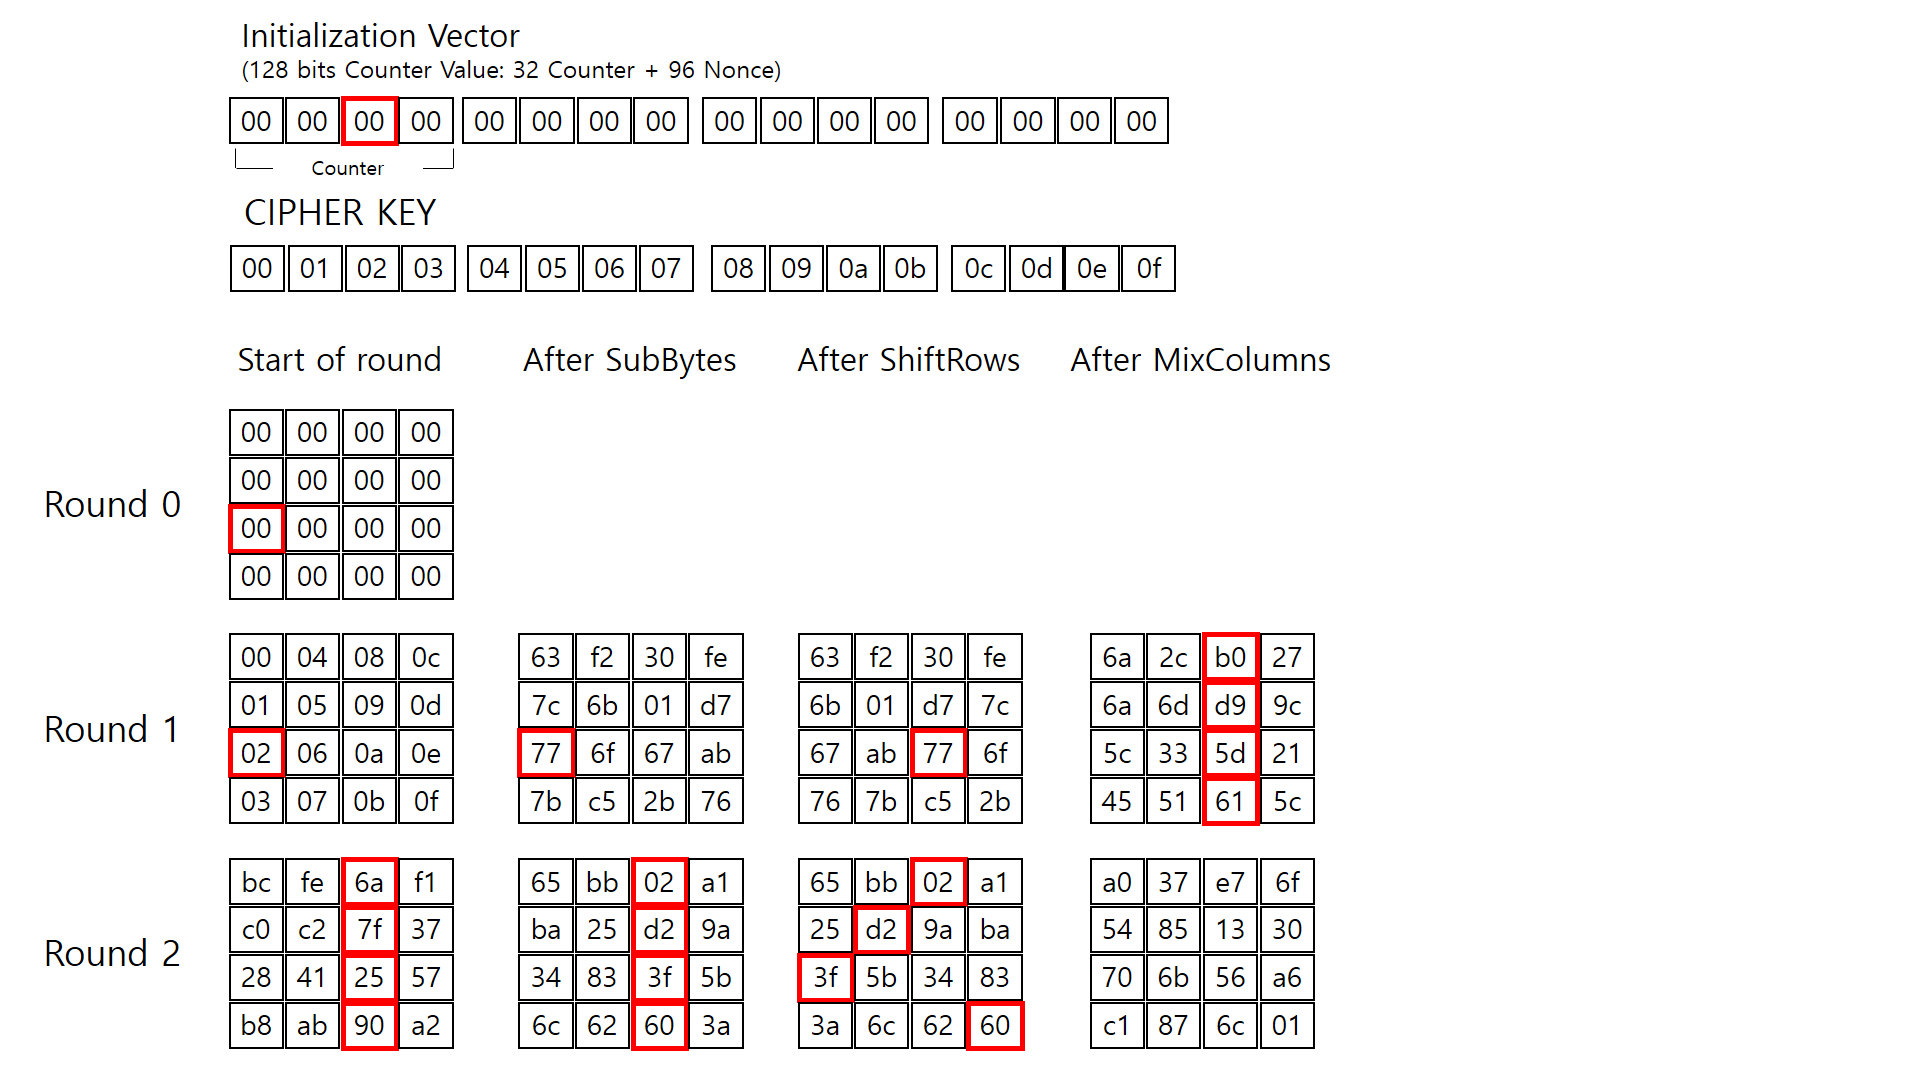 Initialization Vector
(128 bits Counter Value: 32 Counter + 96 Nonce)
00 00 00 00 00 00 00 00 00 00 00 00 00 00 00 00
Counter
CIPHER KEY
00 01 02 03 04 05 06 07 08 09 0a 0b 0c 0d 0e 0f
Start of round After SubBytes After ShiftRows After MixColumns
Round 0
00 00 00 00
00 00 00 00
00 00 00 00
00 00 00 00
Round 1
00 04 08 0c 63 f2 30 fe 63 f2 30 fe 6a 2c b0 27
01 05 09 0d 7c 6b 01 d7 6b 01 d7 7c 6a 6d d9 9c
02 06 0a 0e 77 6f 67 ab 67 ab 77 6f 5c 33 5d 21
03 07 0b 0f 7b c5 2b 76 76 7b c5 2b 45 51 61 5c
Round 2
bc fe 6a f1 65 bb 02 a1 65 bb 02 a1 a0 37 e7 6f
c0 c2 7f 37 ba 25 d2 9a 25 d2 9a ba 54 85 13 30
28 41 25 57 34 83 3f 5b 3f 5b 34 83 70 6b 56 a6
b8 ab 90 a2 6c 62 60 3a 3a 6c 62 60 c1 87 6c 01